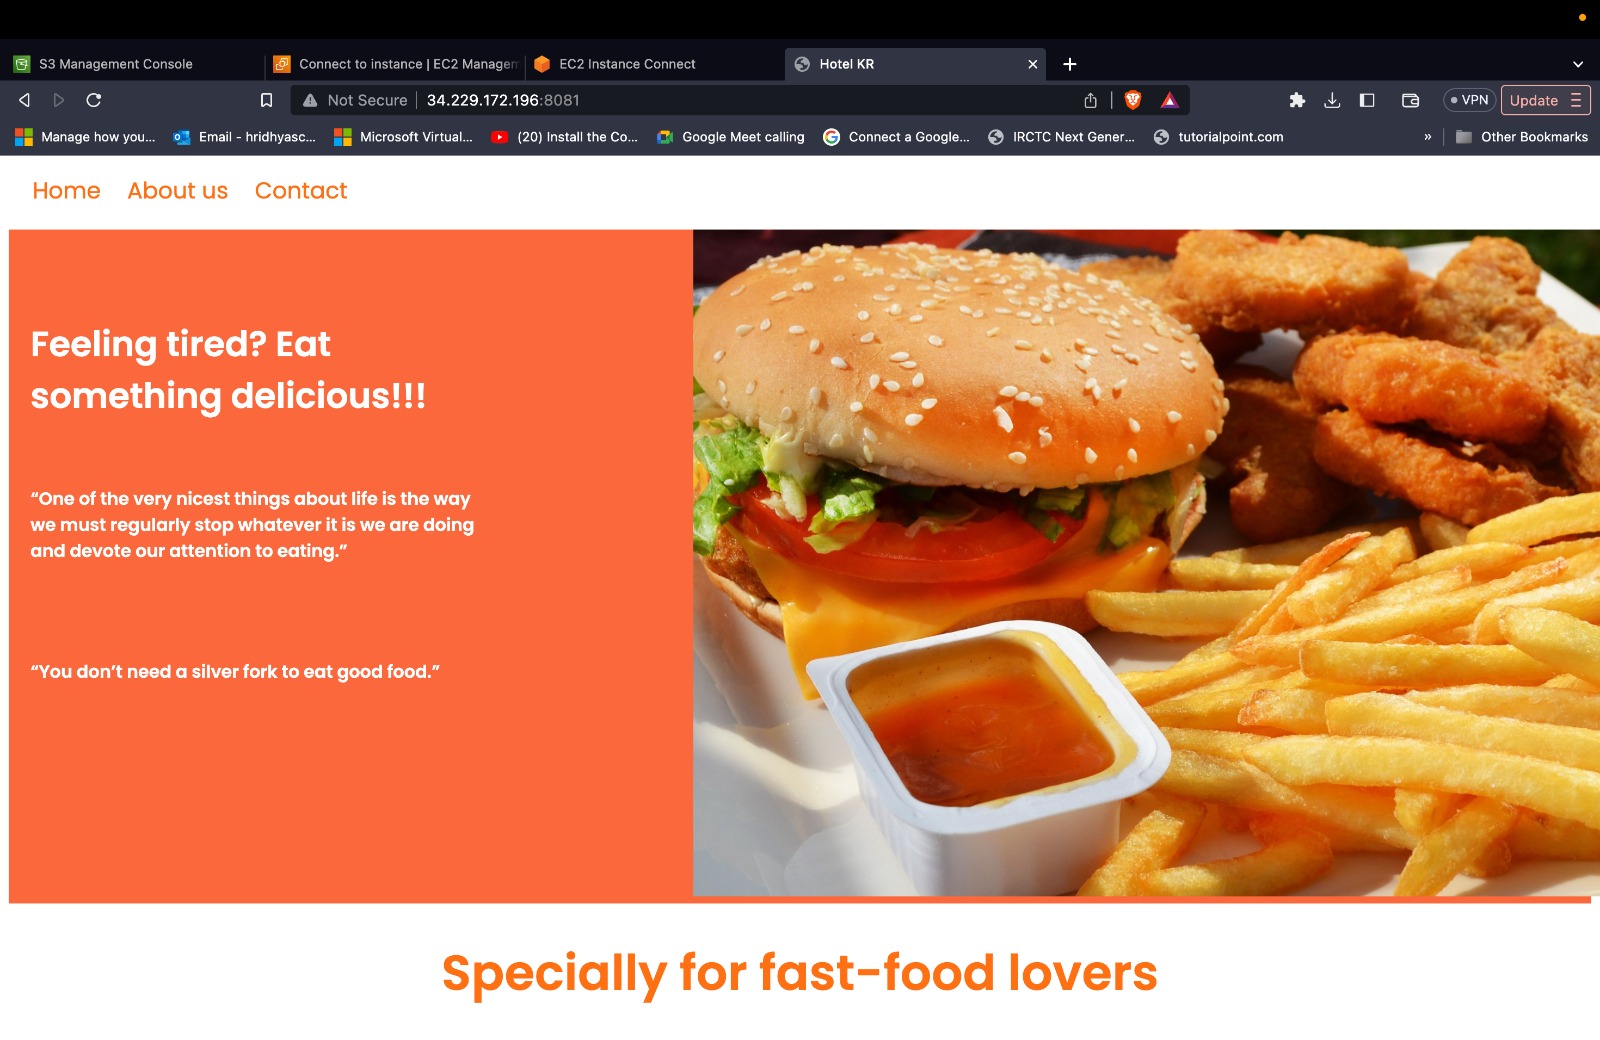 S3 Management Console
Connect to instance | EC2 Managem
EC2 Instance Connect
Hotel KR
Not Secure
34.229.172.196:8081
VPN
Update
Manage how you...
Email - hridhyasc...
Microsoft Virtual...
(20) Install the Co...
Google Meet calling
Connect a Google...
IRCTC Next Gener...
tutorialpoint.com
»
Other Bookmarks
Home
About us
Contact
Feeling tired? Eat
something delicious!!!
“One of the very nicest things about life is the way
we must regularly stop whatever it is we are doing
and devote our attention to eating.”
“You don’t need a silver fork to eat good food.”
Specially for fast-food lovers